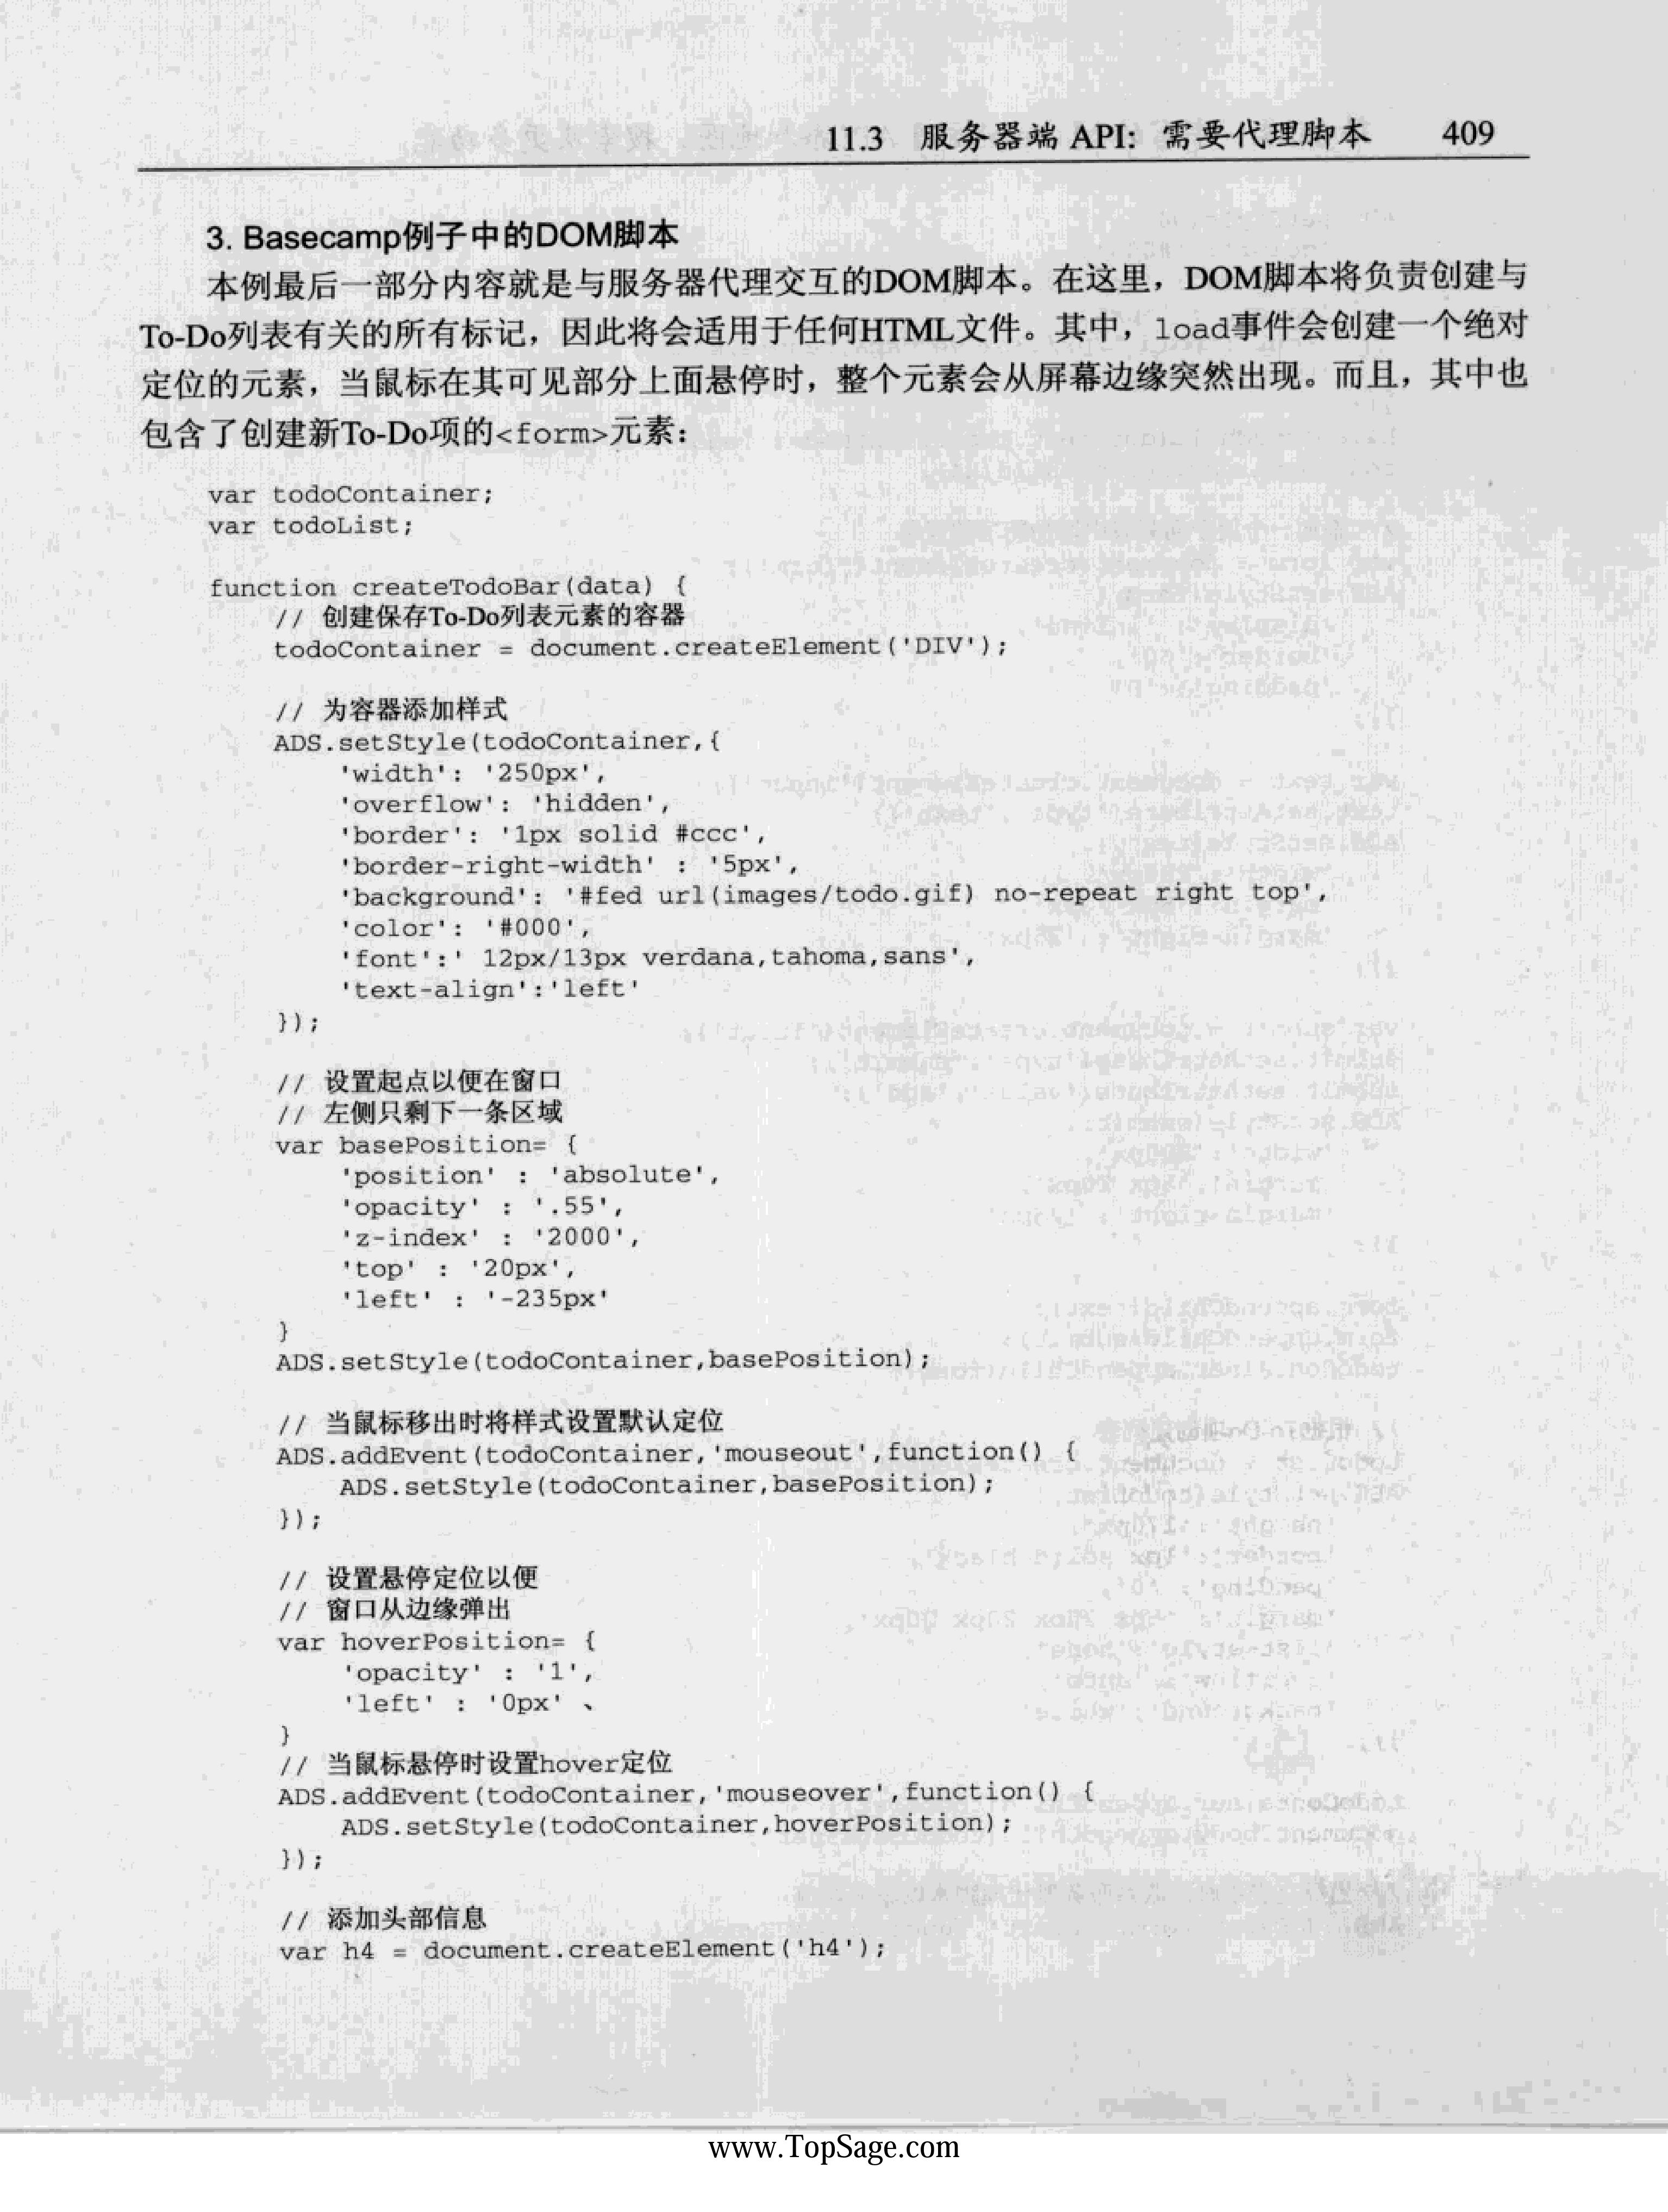 11.3 服务器端 API: 需要代理脚本 409
3. Basecamp例子中的DOM脚本
本例最后一部分内容就是与服务器代理交互的DOM脚本。在这里，DOM脚本将负责创建与
To-Do列表有关的所有标记，因此将会适用于任何HTML文件。其中，load事件会创建一个绝对
定位的元素，当鼠标在其可见部分上面悬停时，整个元素会从屏幕边缘突然出现。而且，其中也
包含了创建新To-Do项的<form>元素：
var todoContainer;
var todoList;
function createTodoBar(data) {
// 创建保存To-Do列表元素的容器
todoContainer = document.createElement('DIV');
// 为容器添加样式
ADS.setStyle(todoContainer,{
'width': '250px',
'overflow': 'hidden',
'border': '1px solid #ccc',
'border-right-width' : '5px',
'background': '#fed url(images/todo.gif) no-repeat right top',
'color': '#000',
'font':' 12px/13px verdana,tahoma,sans',
'text-align':'left'
});
// 设置起点以便在窗口
// 左侧只剩下一条区域
var basePosition= {
'position' : 'absolute',
'opacity' : '.55',
'z-index' : '2000',
'top' : '20px',
'left' : '-235px'
}
ADS.setStyle(todoContainer,basePosition);
// 当鼠标移出时将样式设置默认定位
ADS.addEvent(todoContainer,'mouseout',function() {
ADS.setStyle(todoContainer,basePosition);
});
// 设置悬停定位以便
// 窗口从边缘弹出
var hoverPosition= {
'opacity' : '1',
'left' : '0px'
}
// 当鼠标悬停时设置hover定位
ADS.addEvent(todoContainer,'mouseover',function() {
ADS.setStyle(todoContainer,hoverPosition);
});
// 添加头部信息
var h4 = document.createElement('h4');
www.TopSage.com